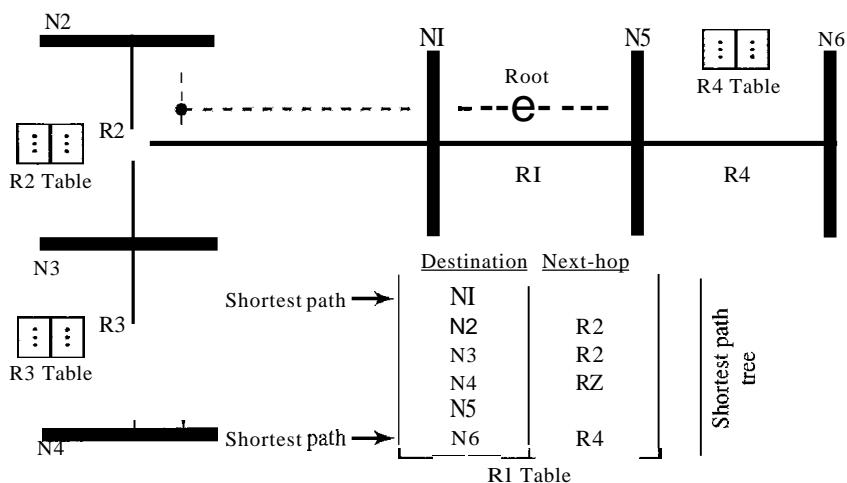 N2
NI
N5
N6
Root
e
R4 Table
R2
R2 Table
RI
R4
N3
Destination Next-hop
Shortest path
NI
N2 R2
R3
N3 R2
R3 Table
N4 RZ
N5
Shortest path
N6 R4
N4
Shortest path
tree
R1 Table